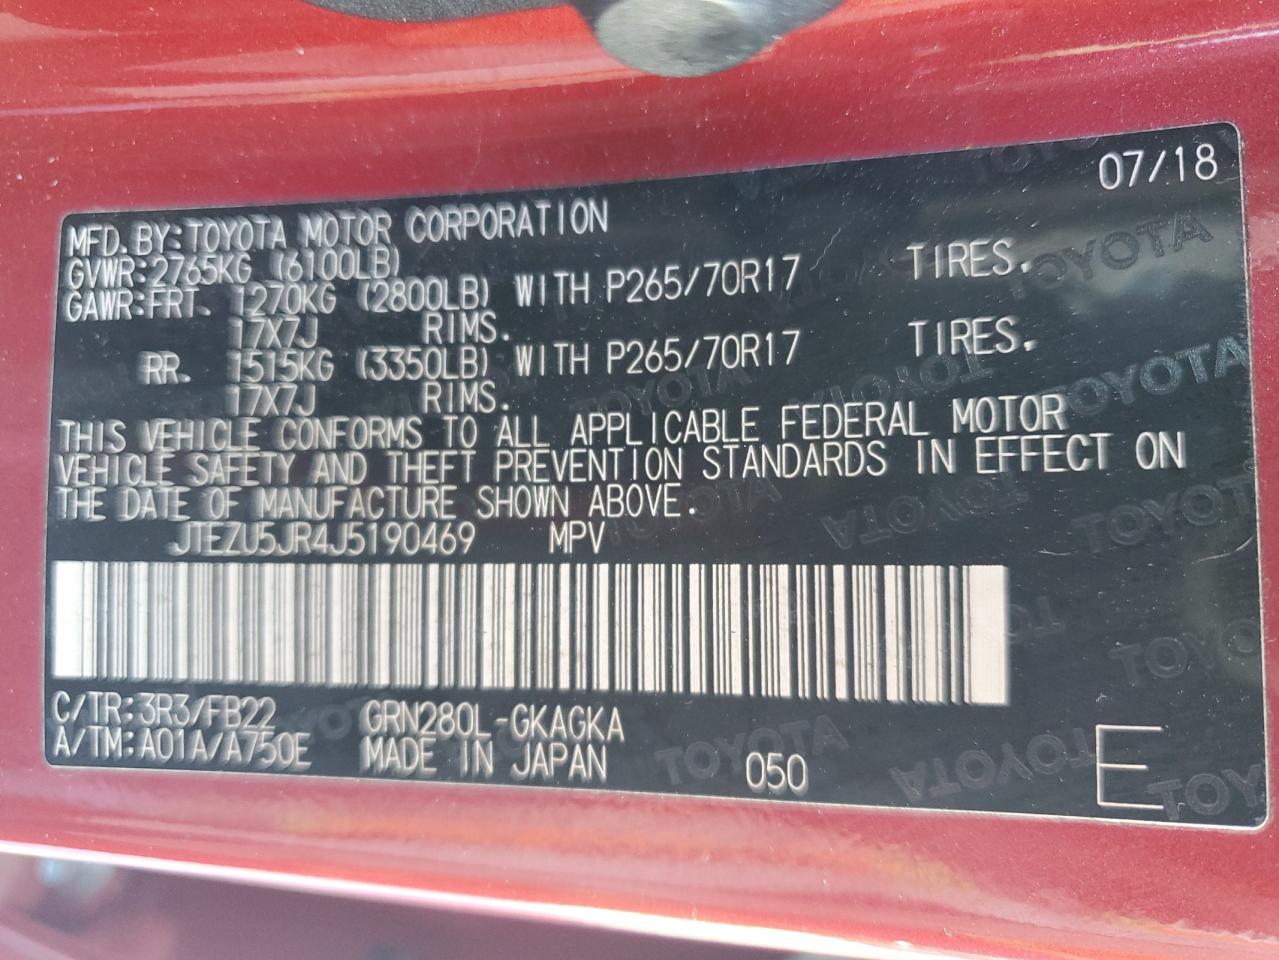 07/18
MFD.BY:TOYOTA MOTOR CORPORATION
GVWR:2765KG (6100LB)
GAWR:FRT. 1270KG (2800LB) WITH P265/70R17 TIRES.
17X7J RIMS.
RR. 1515KG (3350LB) WITH P265/70R17 TIRES.
17X7J RIMS.
THIS VEHICLE CONFORMS TO ALL APPLICABLE FEDERAL MOTOR
VEHICLE SAFETY AND THEFT PREVENTION STANDARDS IN EFFECT ON
THE DATE OF MANUFACTURE SHOWN ABOVE.
JTEZU5JR4J5190469 MPV
C/TR:3R3/FB22 GRN280L-GKAGKA
A/TM:A01A/A750E MADE IN JAPAN 050 E